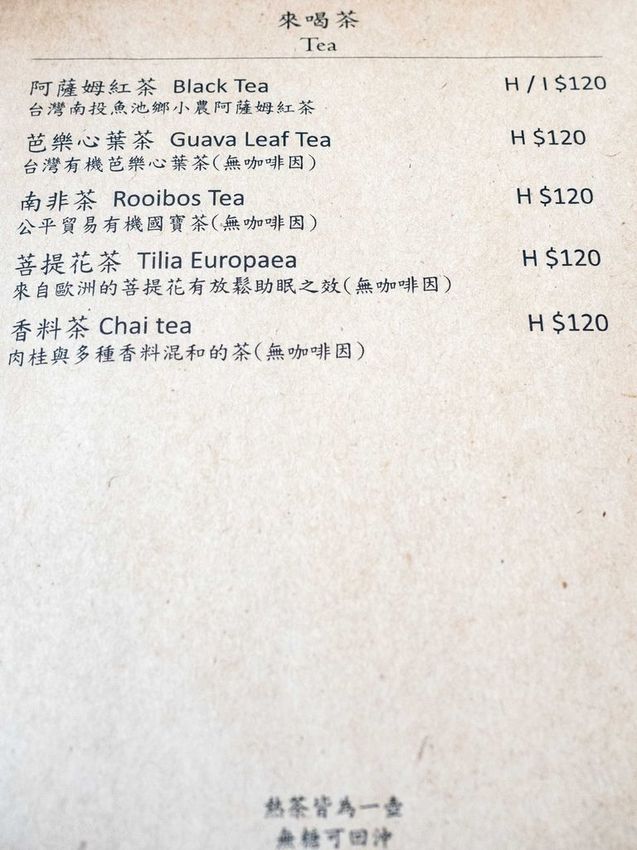 來喝茶
Tea
阿薩姆紅茶 Black Tea H / I $120
台灣南投魚池鄉小農阿薩姆紅茶
芭樂心葉茶 Guava Leaf Tea H $120
台灣有機芭樂心葉茶(無咖啡因)
南非茶 Rooibos Tea H $120
公平貿易有機國寶茶(無咖啡因)
菩提花茶 Tilia Europaea H $120
來自歐洲的菩提花有放鬆助眠之效(無咖啡因)
香料茶 Chai tea H $120
肉桂與多種香料混和的茶(無咖啡因)
熱茶皆為一壺
無糖可回沖